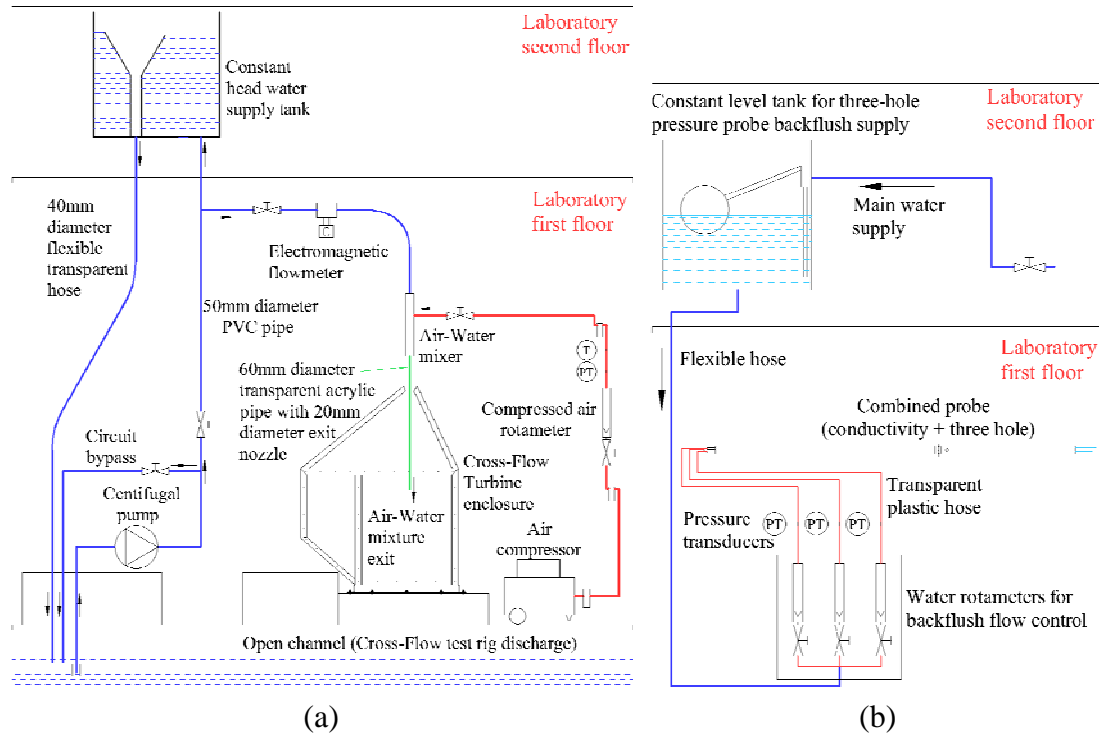 Laboratory
second floor
Constant
head water
supply tank
Laboratory
first floor
40mm
diameter
flexible
transparent
hose
Electromagnetic
flowmeter
50mm diameter
PVC pipe
Air-Water
mixer
60mm diameter
transparent acrylic
pipe with 20mm
diameter exit
nozzle
T
PT
Compressed air
rotameter
Circuit
bypass
Cross-Flow
Turbine
enclosure
Centifugal
pump
Air-Water
mixture
exit
Air
compressor
Open channel (Cross-Flow test rig discharge)
(a)
Constant level tank for three-hole
pressure probe backflush supply
Laboratory
second floor
Main water
supply
Flexible hose
Laboratory
first floor
Combined probe
(conductivity + three hole)
Transparent
plastic hose
Pressure
transducers
PT PT PT
Water rotameters for
backflush flow control
(b)